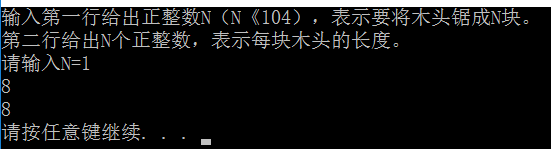 输入第一行给出正整数N（N《104），表示要将木头锯成N块。
第二行给出N个正整数，表示每块木头的长度。
请输入N=1
8
8
请按任意键继续. . .